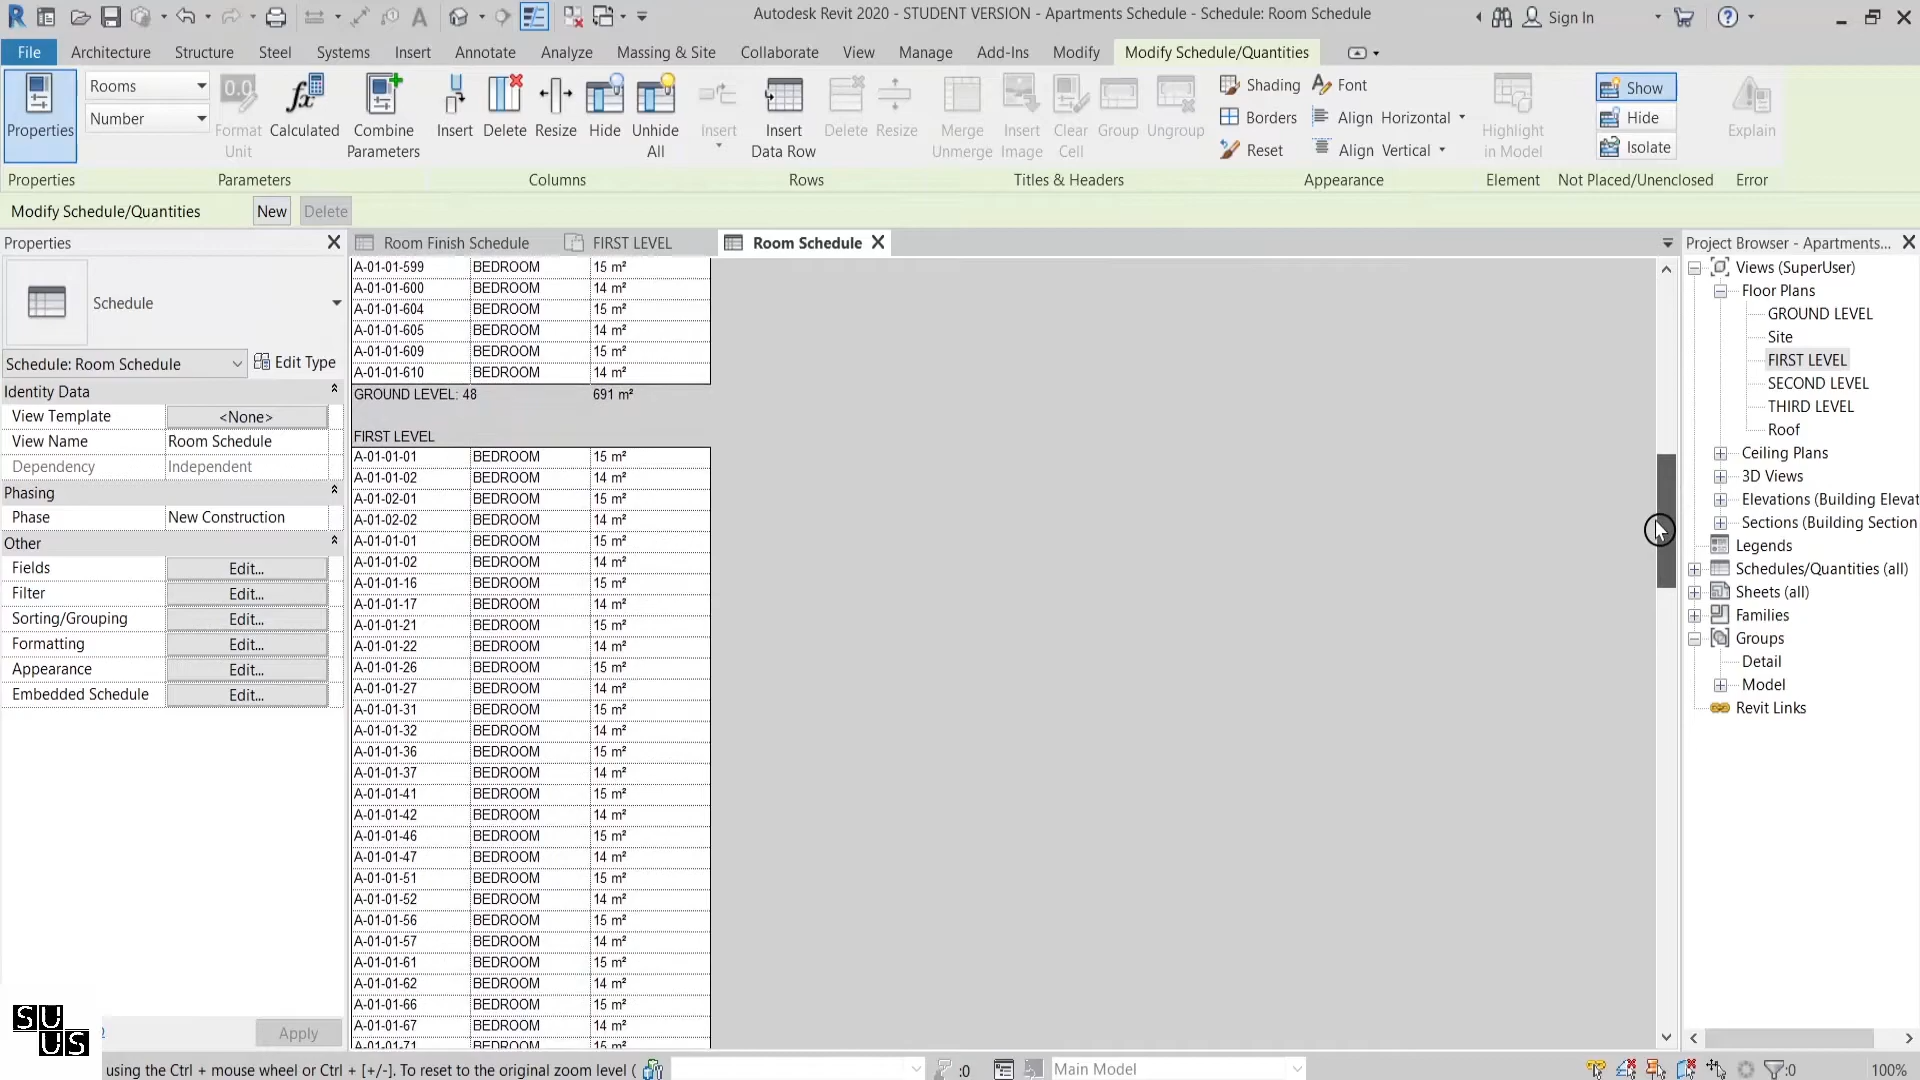 Autodesk Revit 2020 - STUDENT VERSION - Apartments Schedule - Schedule: Room Schedule
Sign In
File Architecture Structure Steel Systems Insert Annotate Analyze Massing & Site Collaborate View Manage Add-Ins Modify Modify Schedule/Quantities
Properties
Rooms
Number
Format Unit
Calculated
Combine Parameters
Insert
Delete
Resize
Hide
Unhide All
Insert
Insert Data Row
Delete
Resize
Merge Unmerge
Insert Image
Clear Cell
Group
Ungroup
Shading
Borders
Reset
Font
Align Horizontal
Align Vertical
Highlight in Model
Show
Hide
Isolate
Explain
Properties Parameters Columns Rows Titles & Headers Appearance Element Not Placed/Unenclosed Error
Modify Schedule/Quantities New Delete
Properties
Schedule
Schedule: Room Schedule Edit Type
Identity Data
View Template <None>
View Name Room Schedule
Dependency Independent
Phasing
Phase New Construction
Other
Fields Edit...
Filter Edit...
Sorting/Grouping Edit...
Formatting Edit...
Appearance Edit...
Embedded Schedule Edit...
Apply
Room Finish Schedule FIRST LEVEL Room Schedule
A-01-01-599 BEDROOM 15 m²
A-01-01-600 BEDROOM 14 m²
A-01-01-604 BEDROOM 15 m²
A-01-01-605 BEDROOM 14 m²
A-01-01-609 BEDROOM 15 m²
A-01-01-610 BEDROOM 14 m²
GROUND LEVEL: 48 691 m²
FIRST LEVEL
A-01-01-01 BEDROOM 15 m²
A-01-01-02 BEDROOM 14 m²
A-01-02-01 BEDROOM 15 m²
A-01-02-02 BEDROOM 14 m²
A-01-01-01 BEDROOM 15 m²
A-01-01-02 BEDROOM 14 m²
A-01-01-16 BEDROOM 15 m²
A-01-01-17 BEDROOM 14 m²
A-01-01-21 BEDROOM 15 m²
A-01-01-22 BEDROOM 14 m²
A-01-01-26 BEDROOM 15 m²
A-01-01-27 BEDROOM 14 m²
A-01-01-31 BEDROOM 15 m²
A-01-01-32 BEDROOM 14 m²
A-01-01-36 BEDROOM 15 m²
A-01-01-37 BEDROOM 14 m²
A-01-01-41 BEDROOM 15 m²
A-01-01-42 BEDROOM 14 m²
A-01-01-46 BEDROOM 15 m²
A-01-01-47 BEDROOM 14 m²
A-01-01-51 BEDROOM 15 m²
A-01-01-52 BEDROOM 14 m²
A-01-01-56 BEDROOM 15 m²
A-01-01-57 BEDROOM 14 m²
A-01-01-61 BEDROOM 15 m²
A-01-01-62 BEDROOM 14 m²
A-01-01-66 BEDROOM 15 m²
A-01-01-67 BEDROOM 14 m²
A-01-01-71 BEDROOM 15 m²
Project Browser - Apartments...
Views (SuperUser)
Floor Plans
GROUND LEVEL
Site
FIRST LEVEL
SECOND LEVEL
THIRD LEVEL
Roof
Ceiling Plans
3D Views
Elevations (Building Elevat
Sections (Building Section
Legends
Schedules/Quantities (all)
Sheets (all)
Families
Groups
Detail
Model
Revit Links
SU
US
using the Ctrl + mouse wheel or Ctrl + [+/-]. To reset to the original zoom level ( :0 Main Model :0 100%